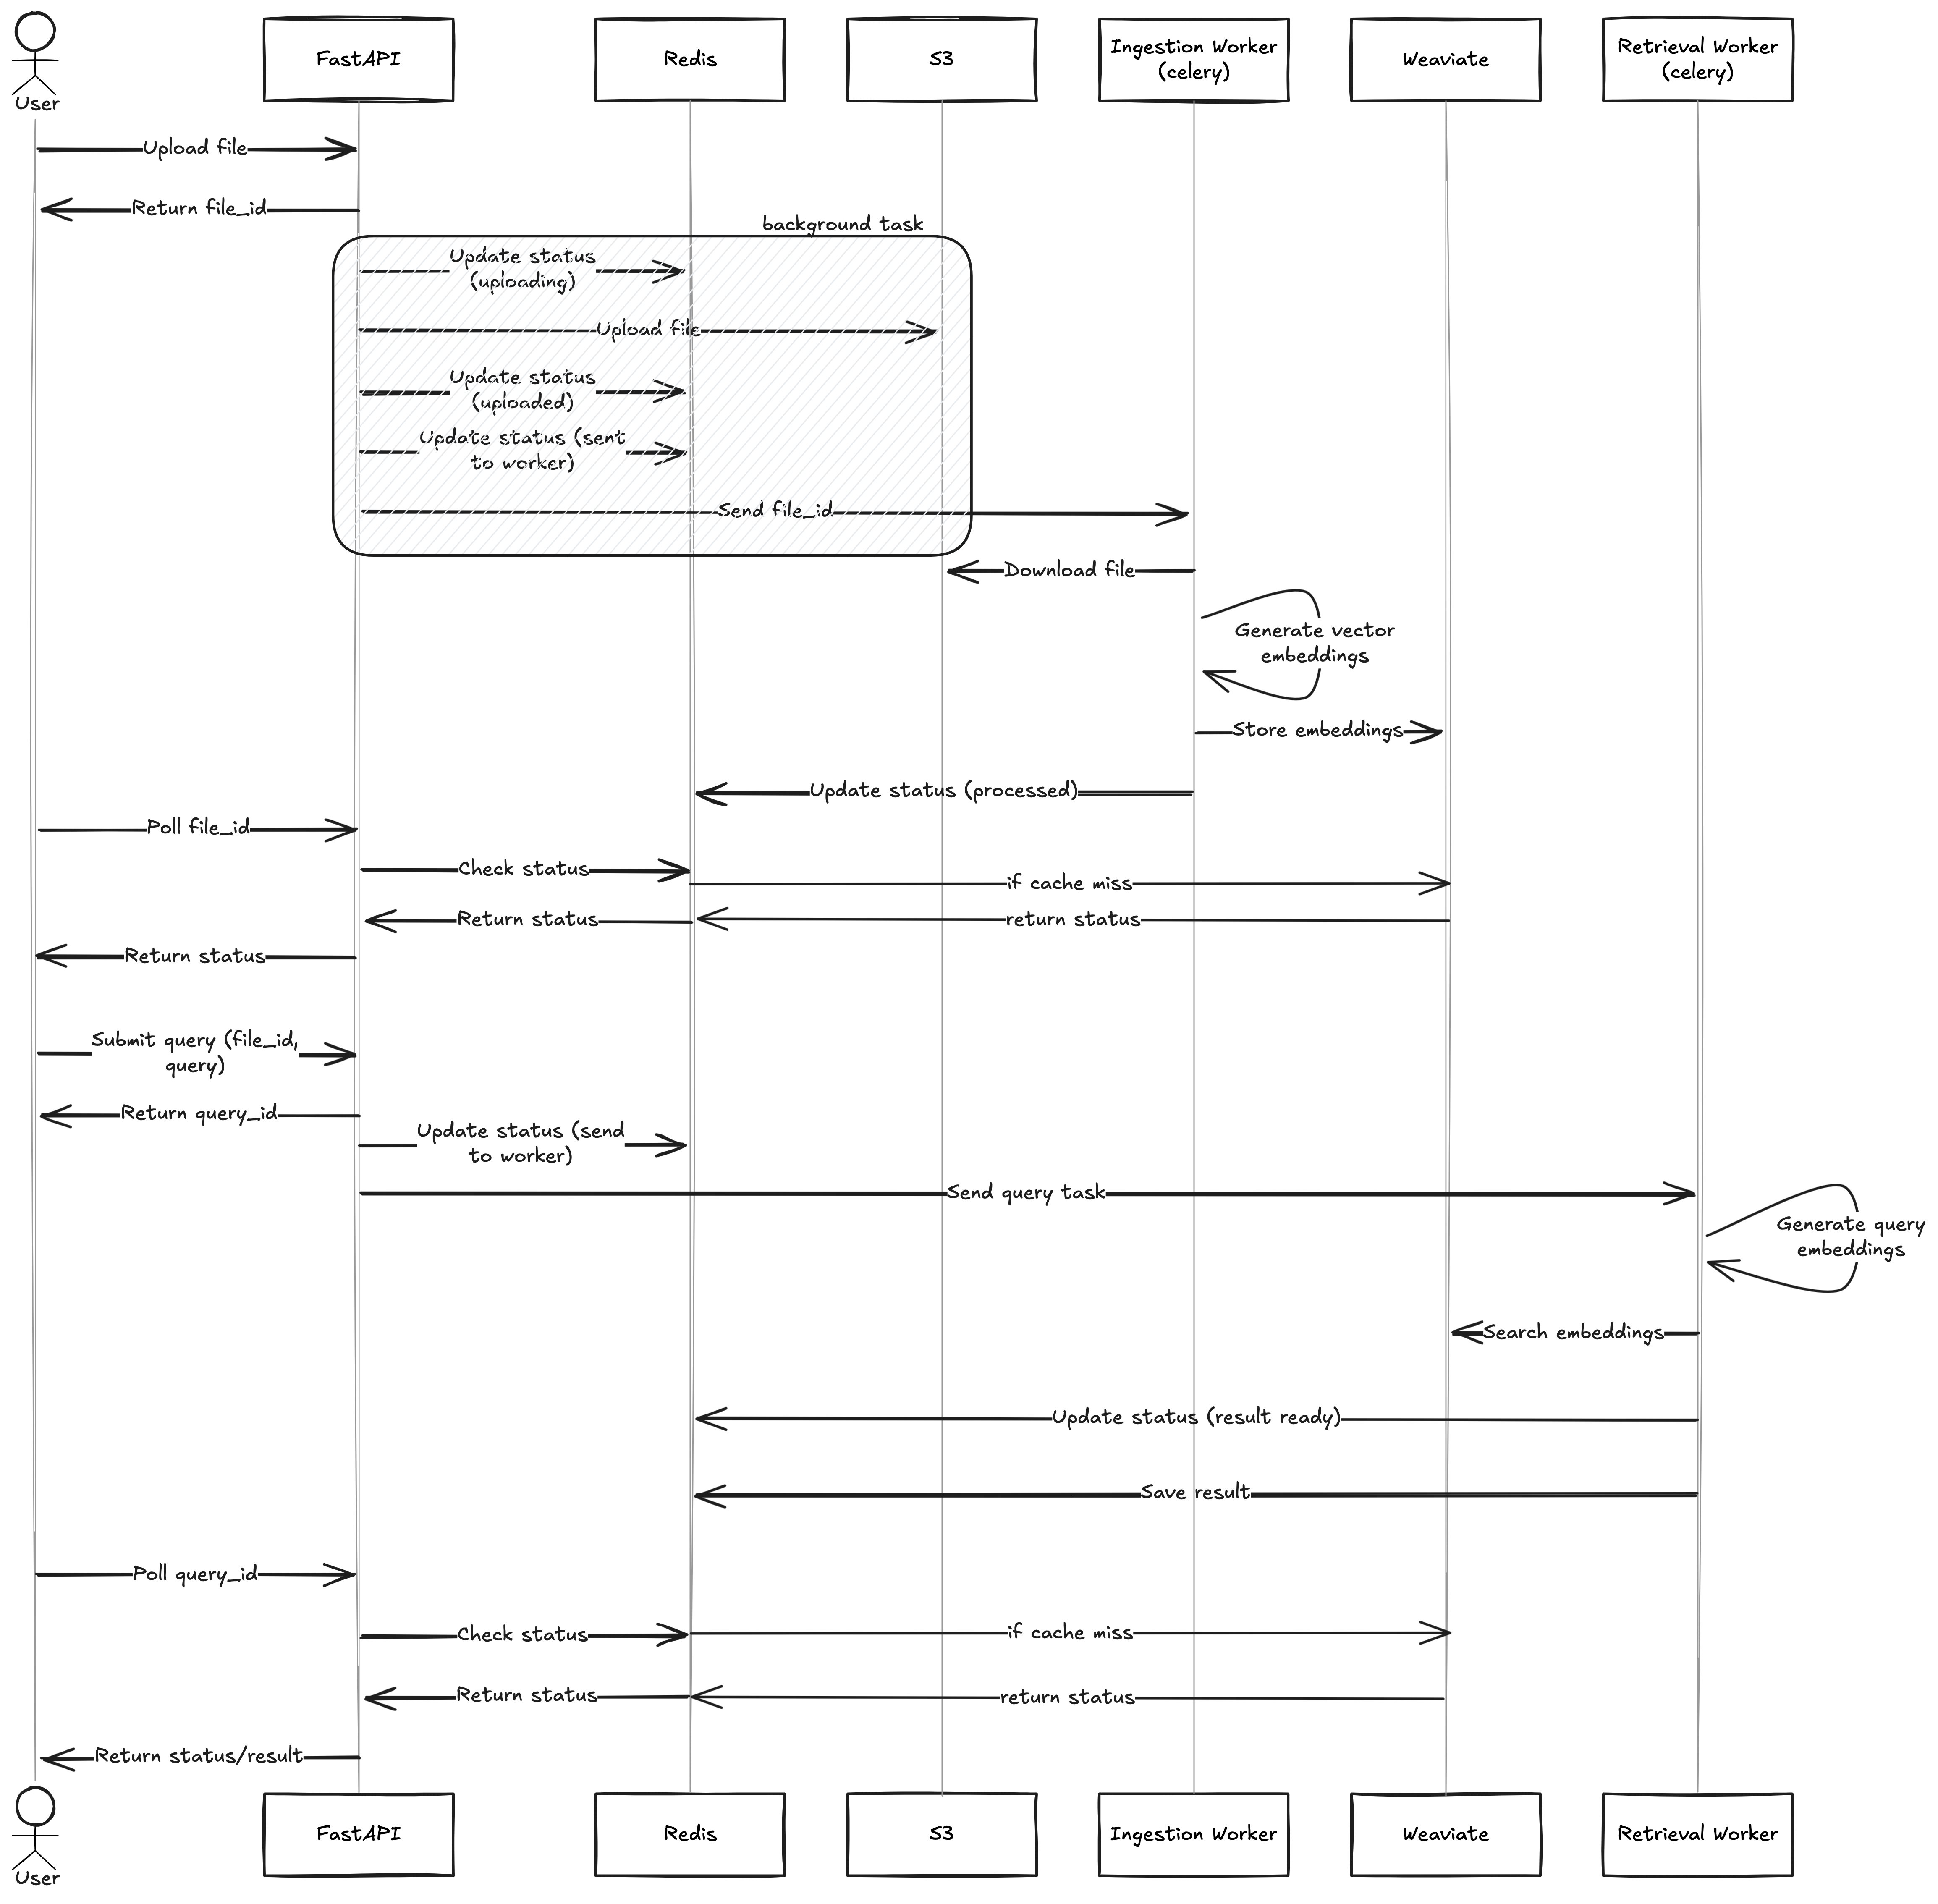 User
FastAPI
Redis
S3
Ingestion Worker
(celery)
Weaviate
Retrieval Worker
(celery)
Upload file
Return file_id
background task
Update status
(uploading)
Upload file
Update status
(uploaded)
Update status (sent
to worker)
Send file_id
Download file
Generate vector
embeddings
Store embeddings
Update status (processed)
Poll file_id
Check status
if cache miss
Return status
return status
Return status
Submit query (file_id,
query)
Return query_id
Update status (send
to worker)
Send query task
Generate query
embeddings
Search embeddings
Update status (result ready)
Save result
Poll query_id
Check status
if cache miss
Return status
return status
Return status/result
User
FastAPI
Redis
S3
Ingestion Worker
Weaviate
Retrieval Worker